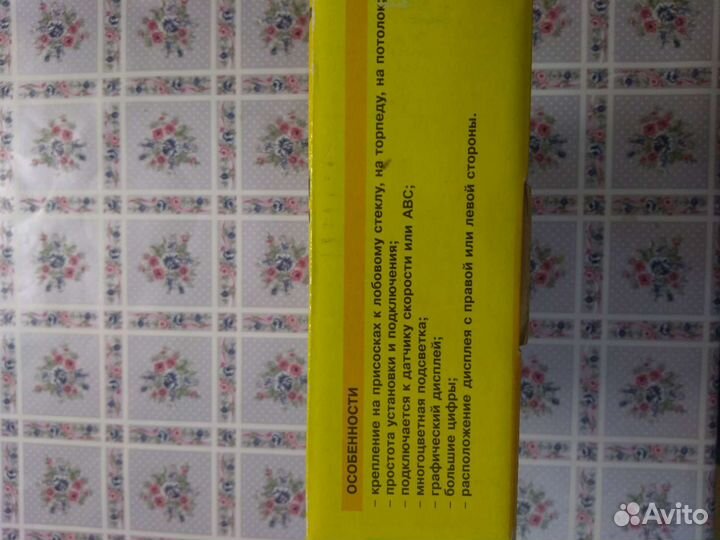 ОСОБЕННОСТИ
– крепление на присосках к лобовому стеклу, на торпеду, на потолок;
– простота установки и подключения;
– подключается к датчику скорости или АВС;
– многоцветная подсветка;
– графический дисплей;
– большие цифры;
– расположение дисплея с правой или левой стороны.
Avito